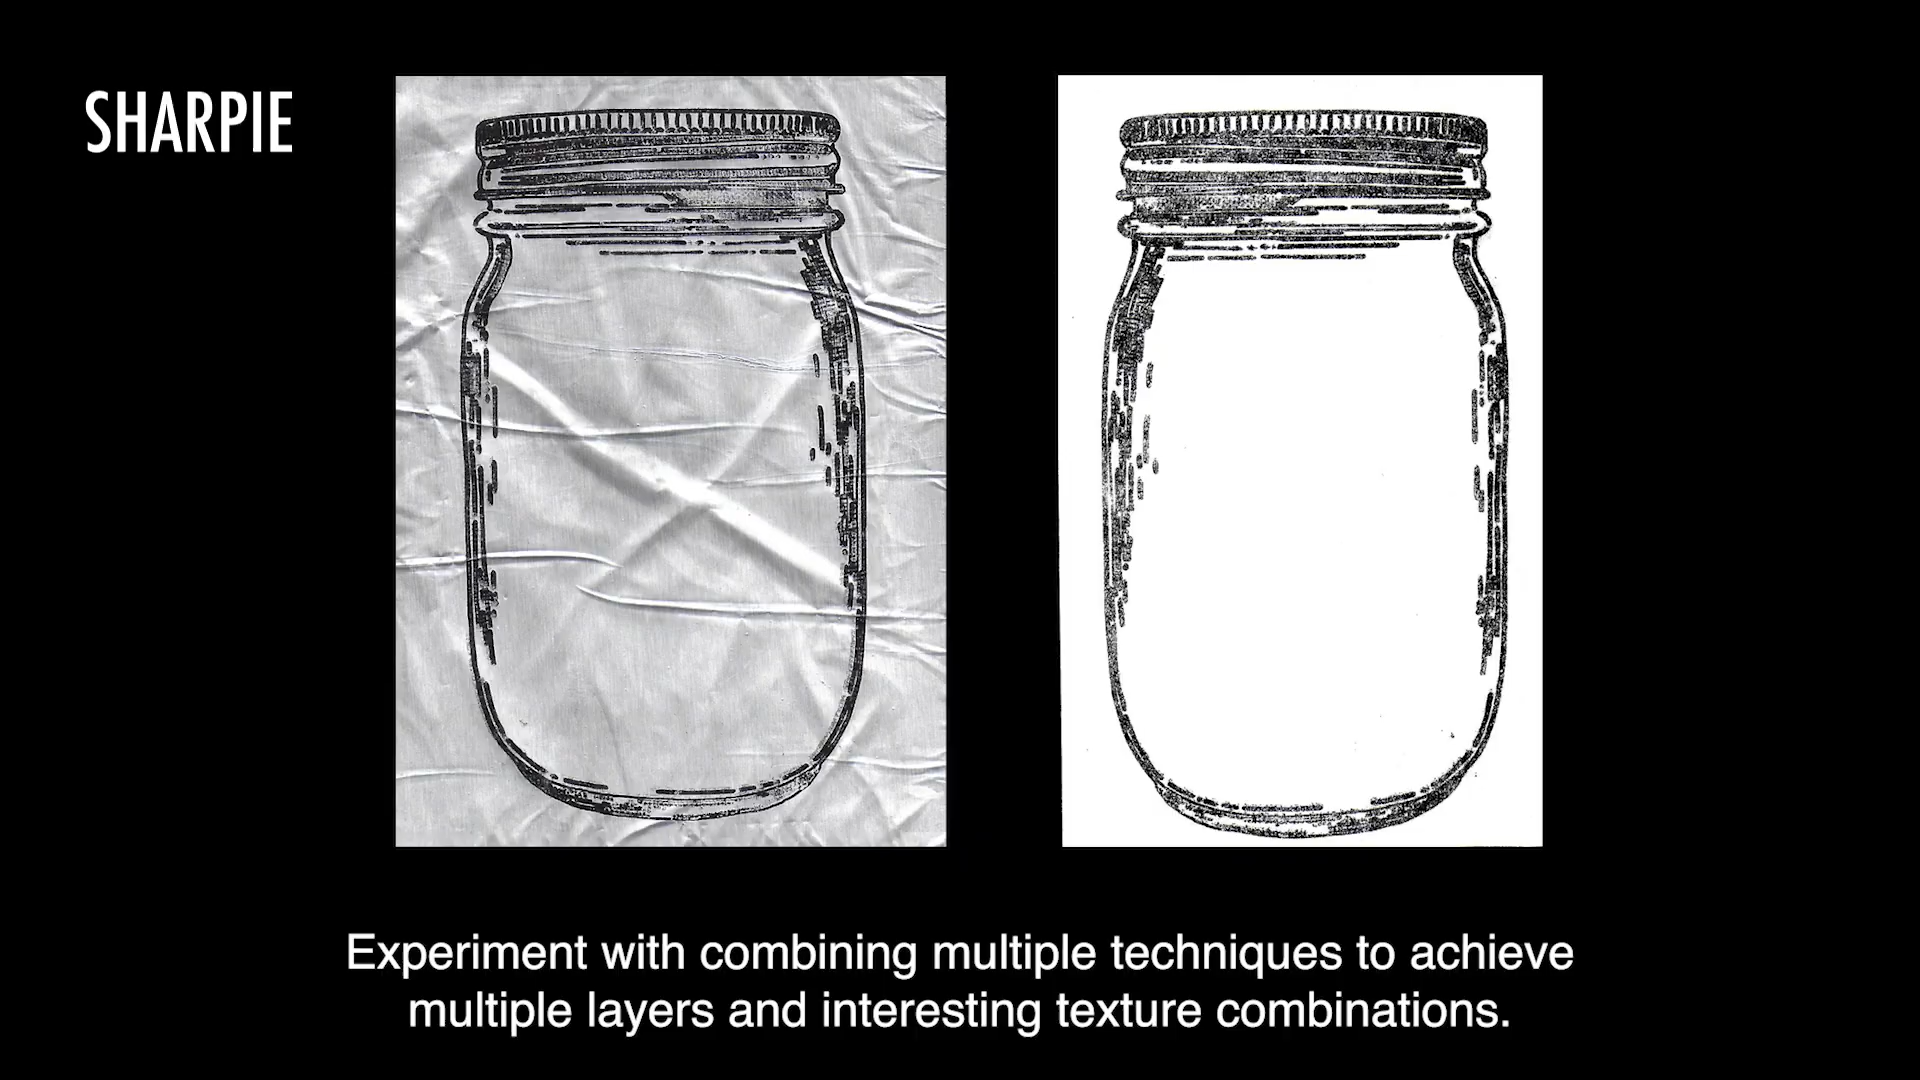 SHARPIE
Experiment with combining multiple techniques to achieve
multiple layers and interesting texture combinations.